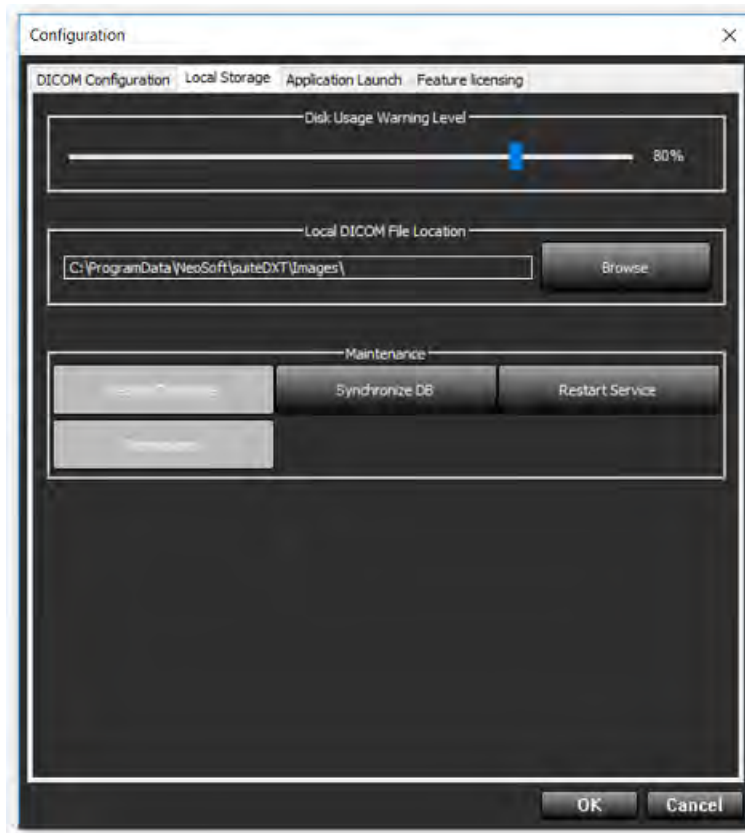 Configuration
DICOM Configuration Local Storage Application Launch Feature licensing
Disk Usage Warning Level
80%
Local DICOM File Location
C:\ProgramData\NeoSoft\suiteDXT\Images\ Browse
Maintenance
Synchronize DB Restart Service
OK Cancel